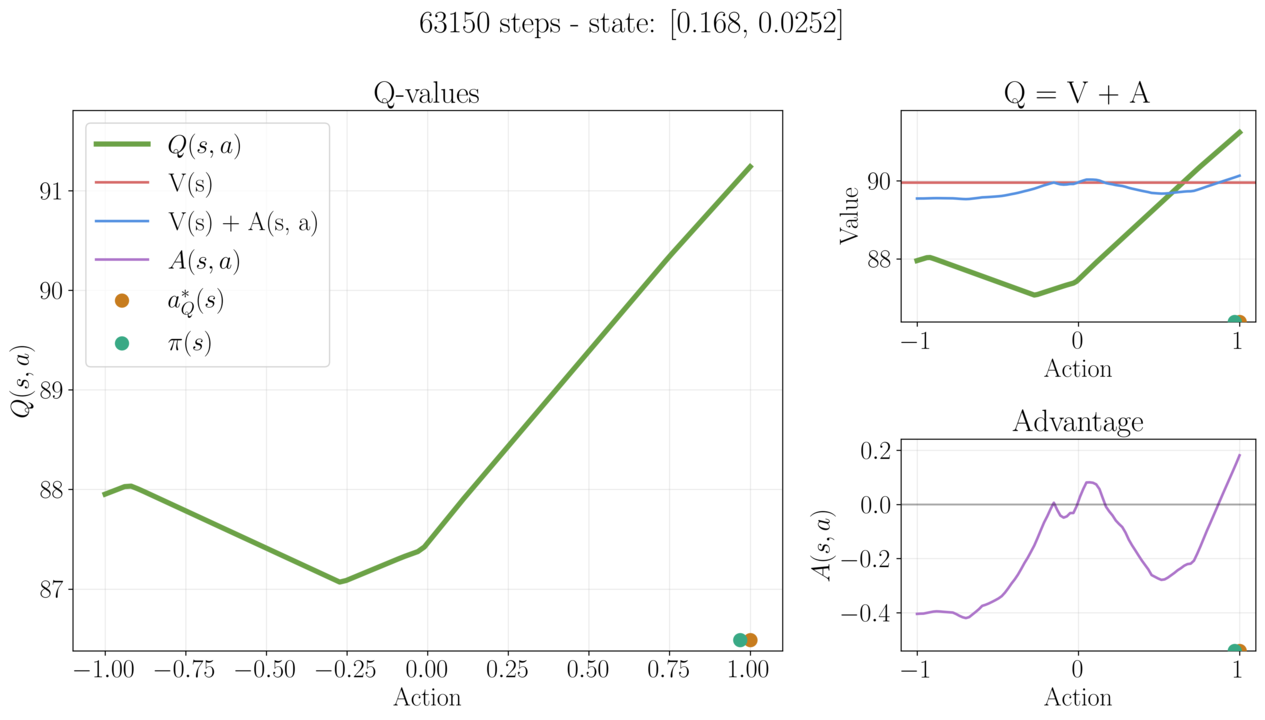 63150 steps - state: [0.168, 0.0252]
Q-values
Q(s, a)
V(s)
V(s) + A(s, a)
A(s, a)
a*Q(s)
π(s)
91
90
89
88
87
Q(s, a)
−1.00 −0.75 −0.50 −0.25 0.00 0.25 0.50 0.75 1.00
Action
Q = V + A
90
88
Value
−1 0 1
Action
Advantage
0.2
0.0
−0.2
−0.4
A(s, a)
−1 0 1
Action